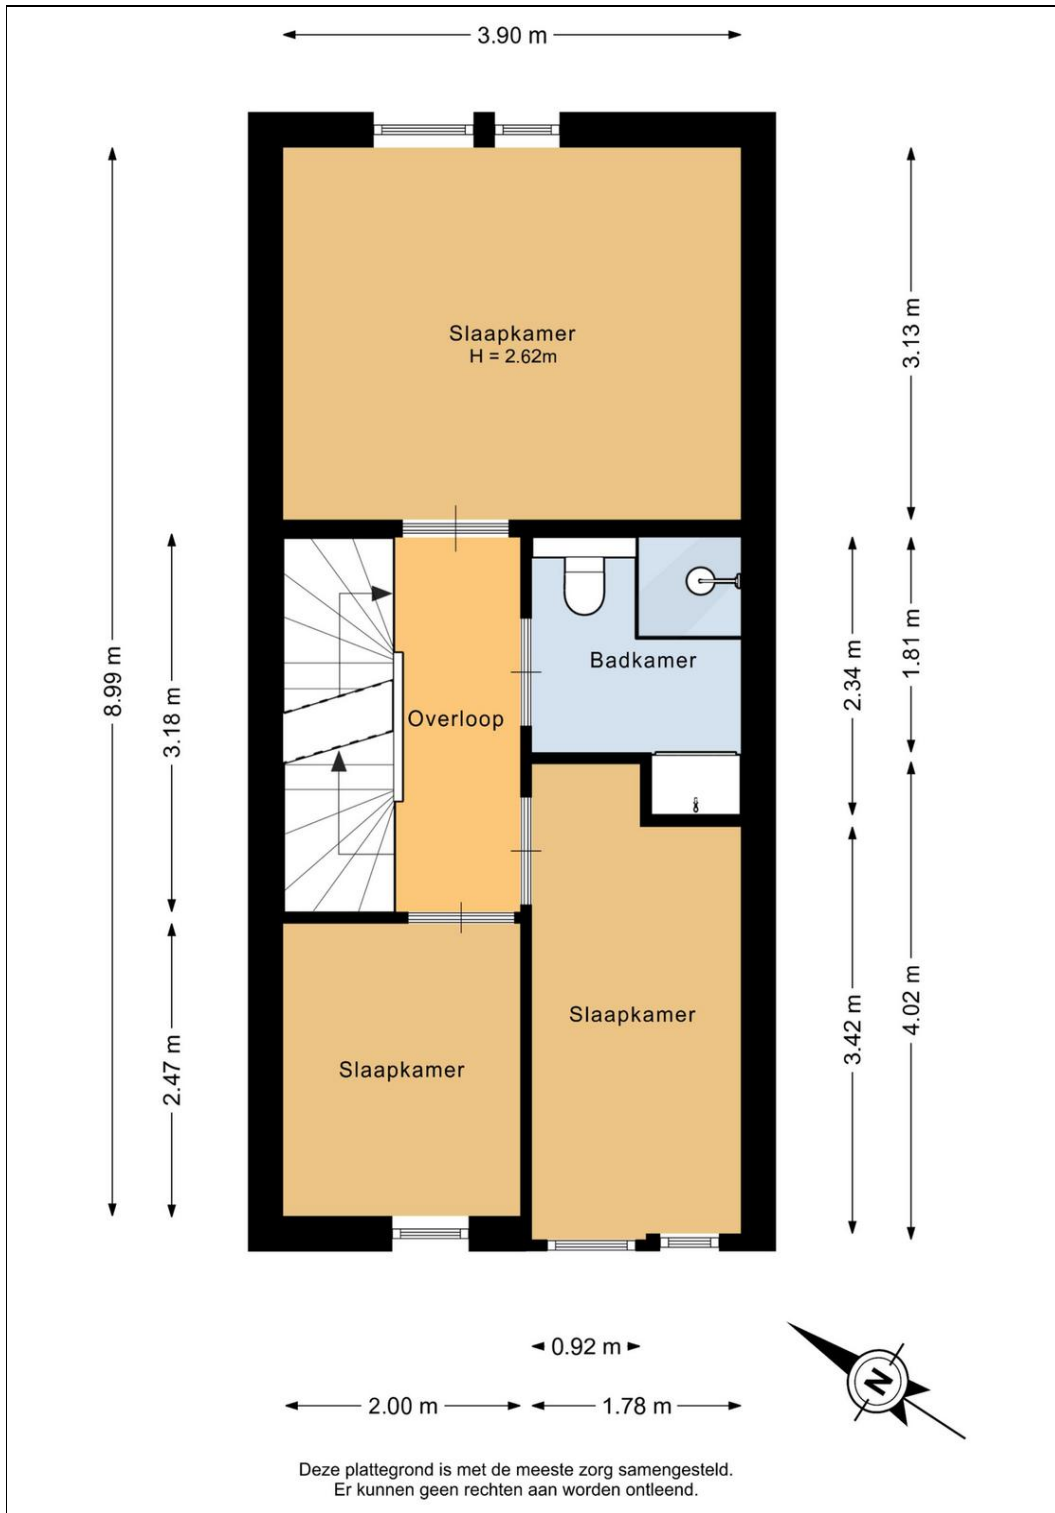 3.90 m
8.99 m
3.13 m
Slaapkamer
H = 2.62m
3.18 m
Overloop
Badkamer
2.34 m
1.81 m
2.47 m
Slaapkamer
Slaapkamer
3.42 m
4.02 m
0.92 m
2.00 m
1.78 m
N
Deze plattegrond is met de meeste zorg samengesteld.
Er kunnen geen rechten aan worden ontleend.